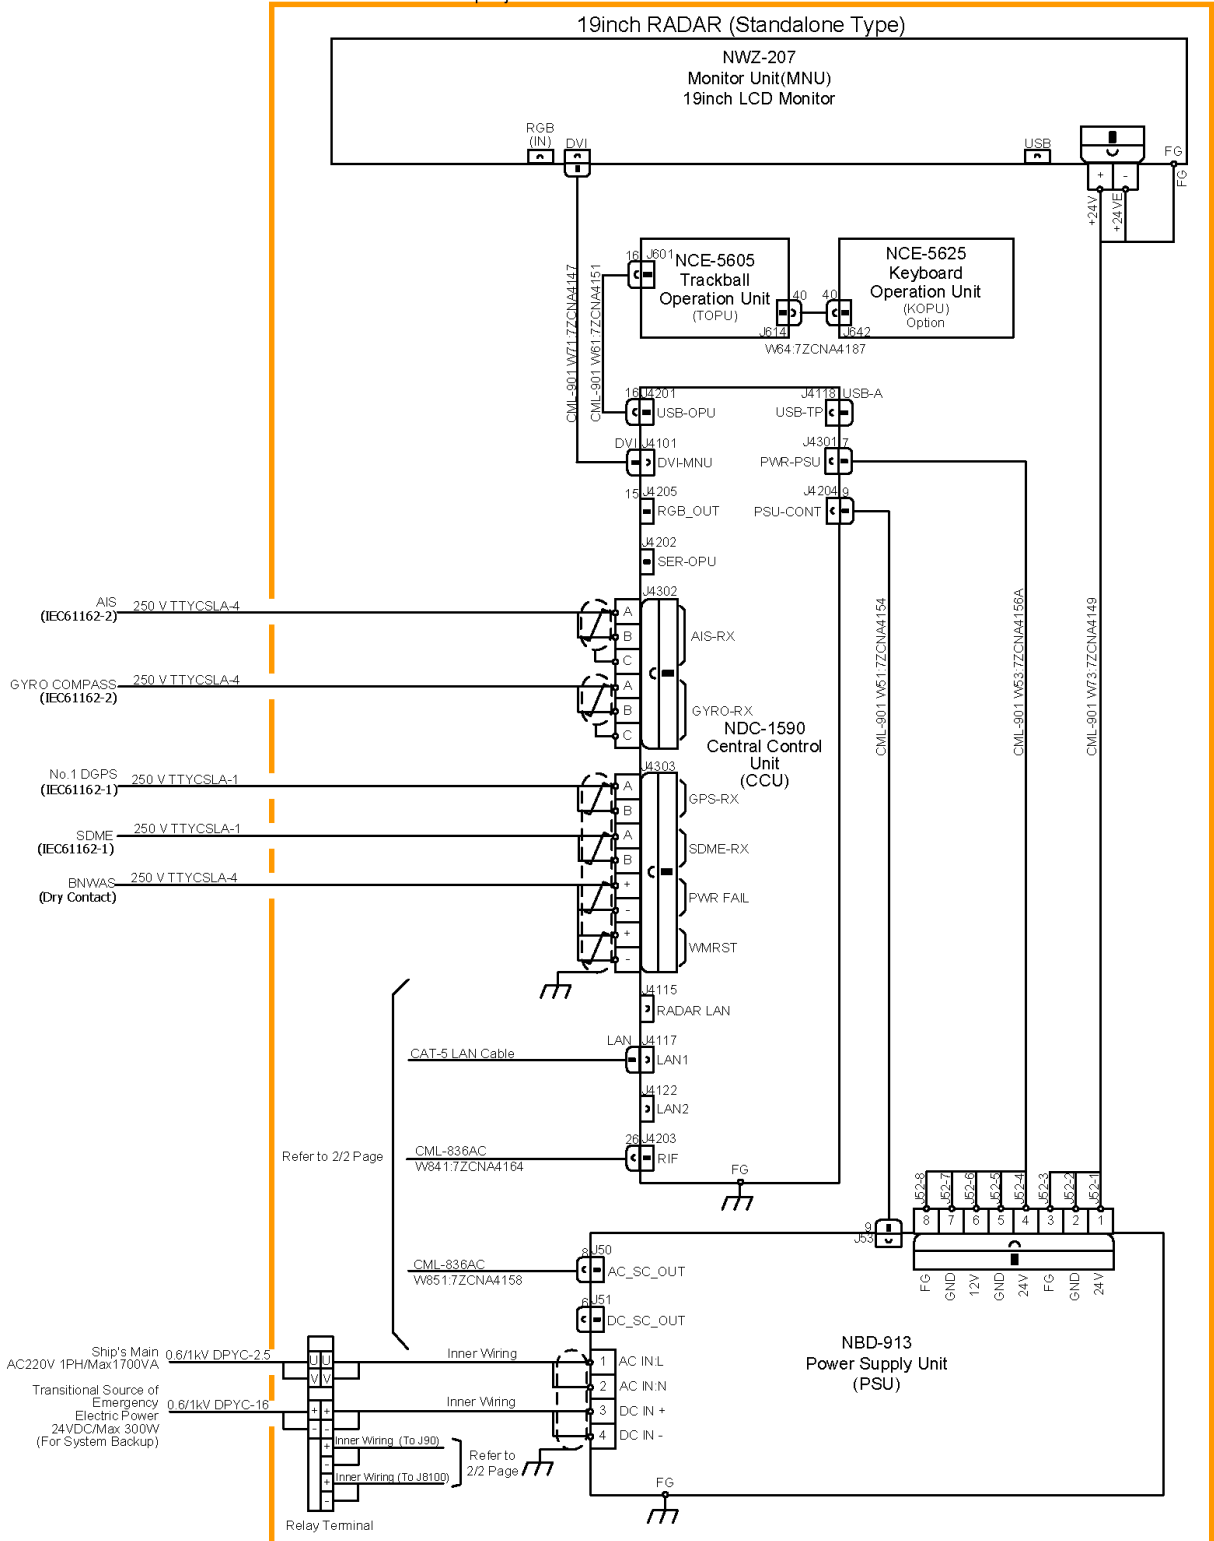 19inch RADAR (Standalone Type)
NWZ-207
Monitor Unit(MNU)
19inch LCD Monitor
RGB
(IN)
DVI
USB
FG
+ -
FG
+24V
+24VE
CML-901 W71:7ZCNA4147
CML-901 W61:7ZCNA4151
16 J601
NCE-5605
Trackball
Operation Unit
(TOPU)
40
J614
NCE-5625
Keyboard
Operation Unit
(KOPU)
Option
40
J642
W64:7ZCNA4187
16 J4201
USB-OPU
J4118 USB-A
USB-TP
DVI J4101
DVI-MNU
J4301 7
PWR-PSU
15 J4205
RGB_OUT
J4204 9
PSU-CONT
J4202
SER-OPU
CML-901 W51:7ZCNA4154
CML-901 W53:7ZCNA4156A
CML-901 W73:7ZCNA4149
J4302
AIS
(IEC61162-2)
250 V TTYCSLA-4
A
B
C
AIS-RX
GYRO COMPASS
(IEC61162-2)
250 V TTYCSLA-4
A
B
C
GYRO-RX
NDC-1590
Central Control
Unit
(CCU)
J4303
No.1 DGPS
(IEC61162-1)
250 V TTYCSLA-1
A
B
GPS-RX
SDME
(IEC61162-1)
250 V TTYCSLA-1
A
B
SDME-RX
BNWAS
(Dry Contact)
250 V TTYCSLA-4
+
-
PWR FAIL
+
-
WMRST
J4115
RADAR LAN
CAT-5 LAN Cable
LAN J4117
LAN1
J4122
LAN2
Refer to 2/2 Page
CML-836AC
W841:7ZCNA4164
26 J4203
RIF
FG
J52-8 J52-7 J52-6 J52-5 J52-4 J52-3 J52-2 J52-1
8 7 6 5 4 3 2 1
FG GND 12V GND 24V FG GND 24V
9
J53
CML-836AC
W851:7ZCNA4158
8 J50
AC_SC_OUT
6 J51
DC_SC_OUT
NBD-913
Power Supply Unit
(PSU)
Ship's Main
AC220V 1PH/Max1700VA
0.6/1kV DPYC-2.5
U U
V V
Inner Wiring
1 AC IN:L
2 AC IN:N
Transitional Source of
Emergency
Electric Power
24VDC/Max 300W
(For System Backup)
0.6/1kV DPYC-16
+ +
- -
Inner Wiring
3 DC IN +
4 DC IN -
+
Inner Wiring (To J90)
-
+
Inner Wiring (To J8100)
-
Refer to
2/2 Page
FG
Relay Terminal